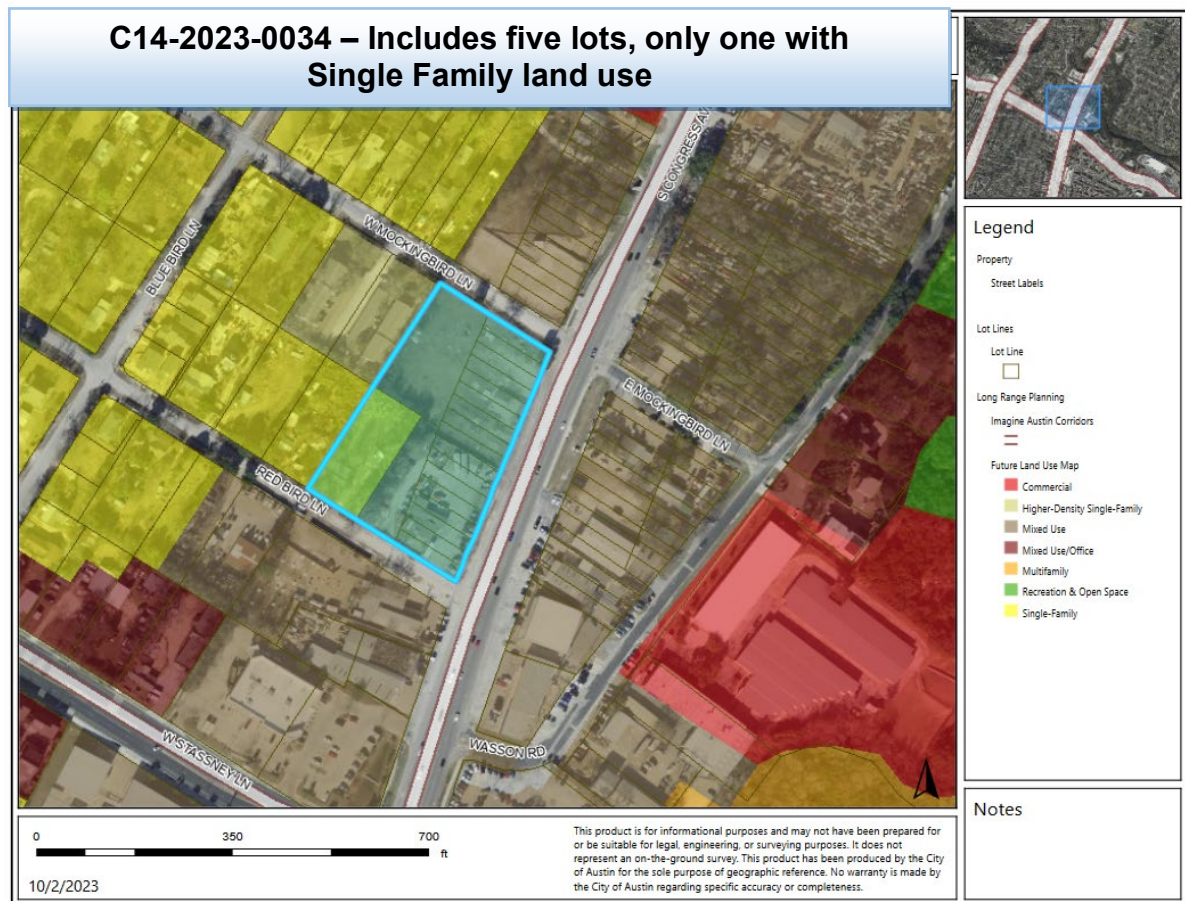 C14-2023-0034 – Includes five lots, only one with
Single Family land use
S CONGRESS AV
W MOCKINGBIRD LN
BLUE BIRD LN
E MOCKINGBIRD LN
RED BIRD LN
W STASSNEY LN
WASSON RD
Legend
Property
Street Labels
Lot Lines
Lot Line
Long Range Planning
Imagine Austin Corridors
Future Land Use Map
Commercial
Higher-Density Single-Family
Mixed Use
Mixed Use/Office
Multifamily
Recreation & Open Space
Single-Family
Notes
0 350 700
ft
10/2/2023
This product is for informational purposes and may not have been prepared for
or be suitable for legal, engineering, or surveying purposes. It does not
represent an on-the-ground survey. This product has been produced by the City
of Austin for the sole purpose of geographic reference. No warranty is made by
the City of Austin regarding specific accuracy or completeness.